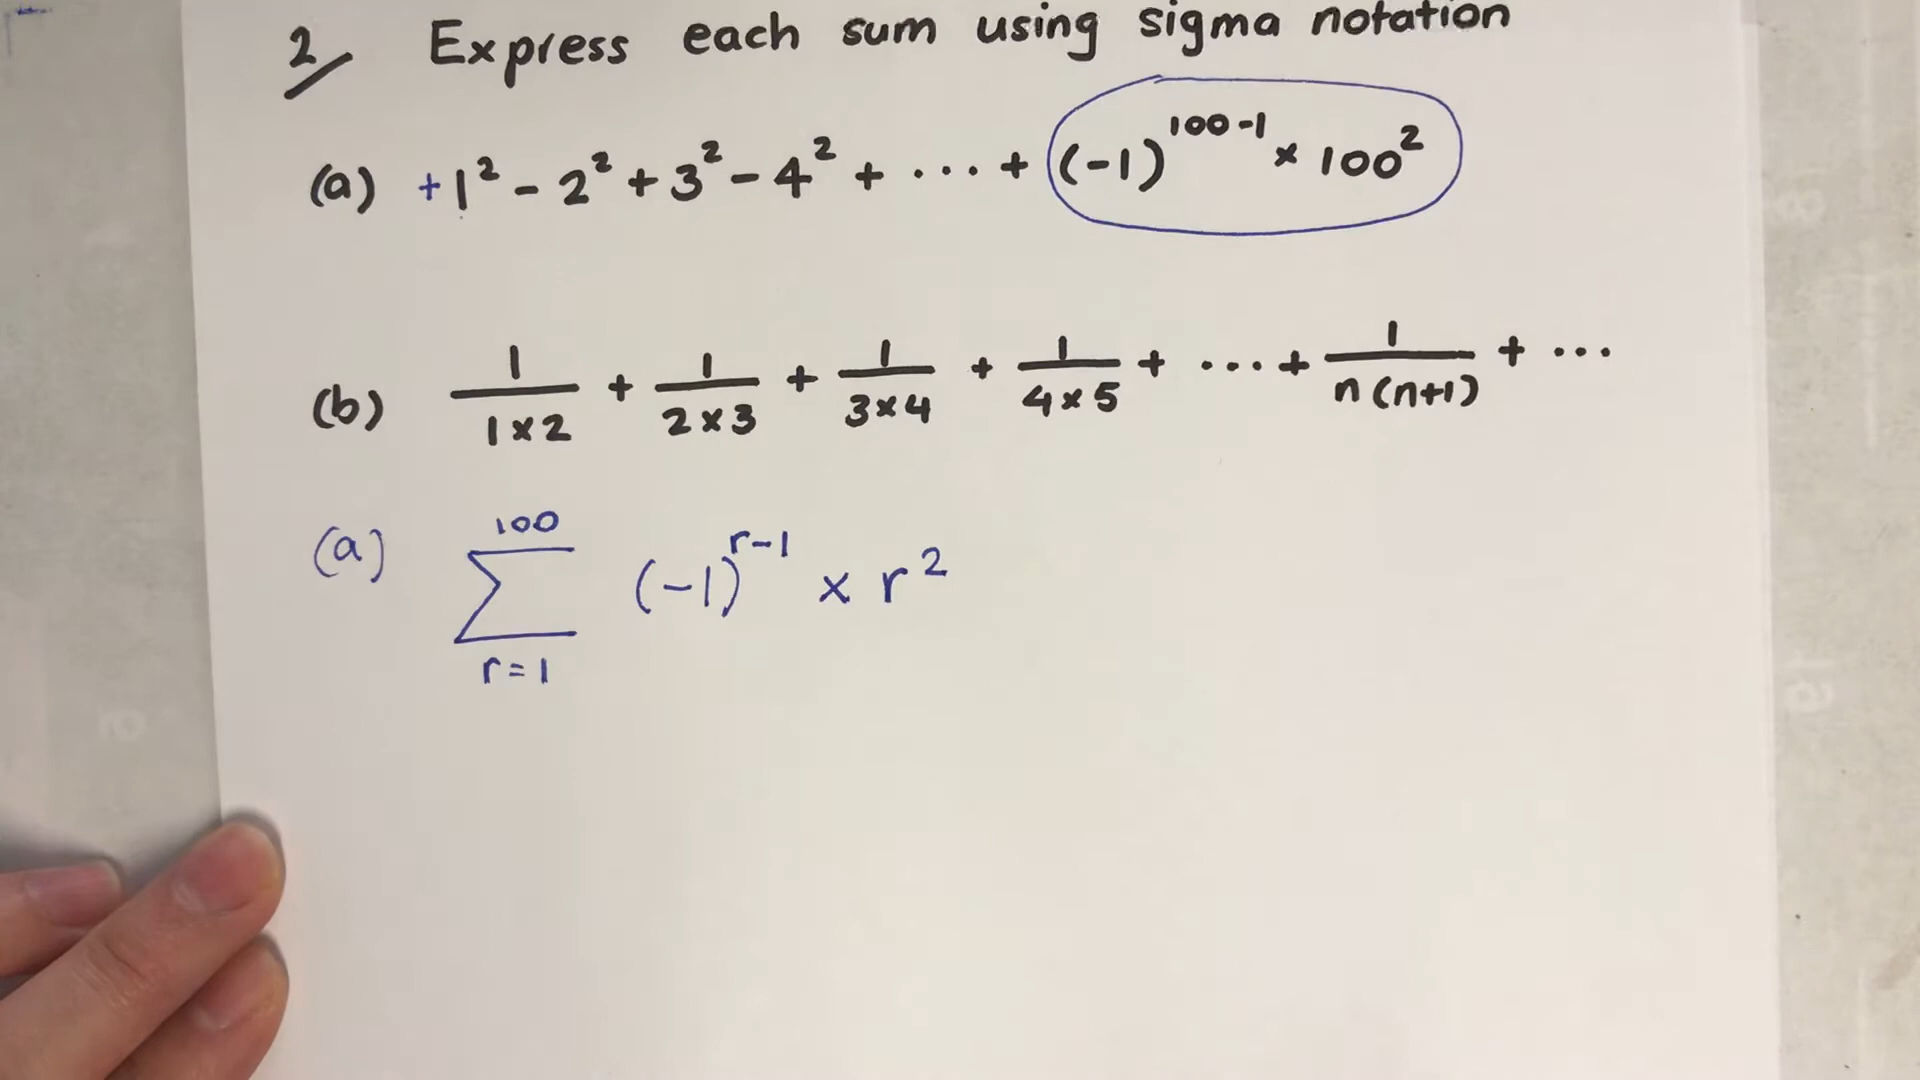 2/ Express each sum using sigma notation
(a) +1² - 2² + 3² - 4² + ... + (-1)^(100-1) × 100²
(b) 1/(1×2) + 1/(2×3) + 1/(3×4) + 1/(4×5) + ... + 1/(n(n+1)) + ...
(a) 100 ∑ r=1 (-1)^(r-1) × r²